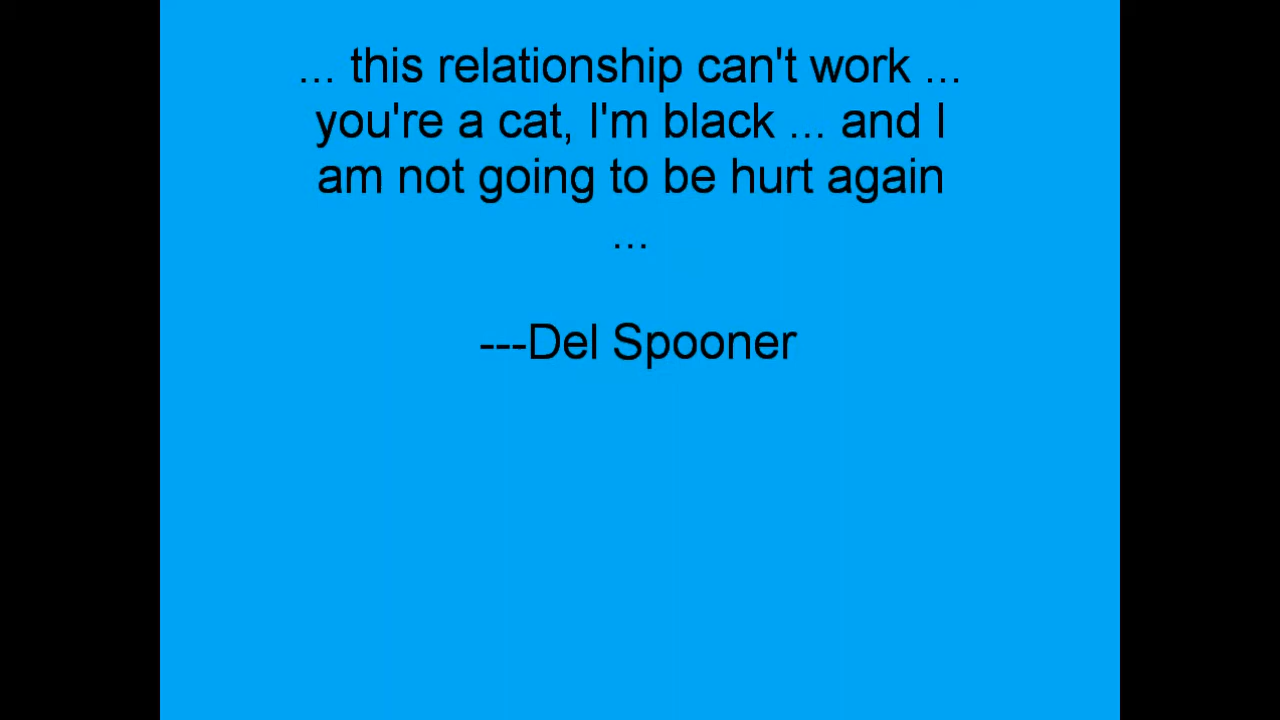 ... this relationship can't work ...
you're a cat, I'm black ... and I
am not going to be hurt again
...
---Del Spooner